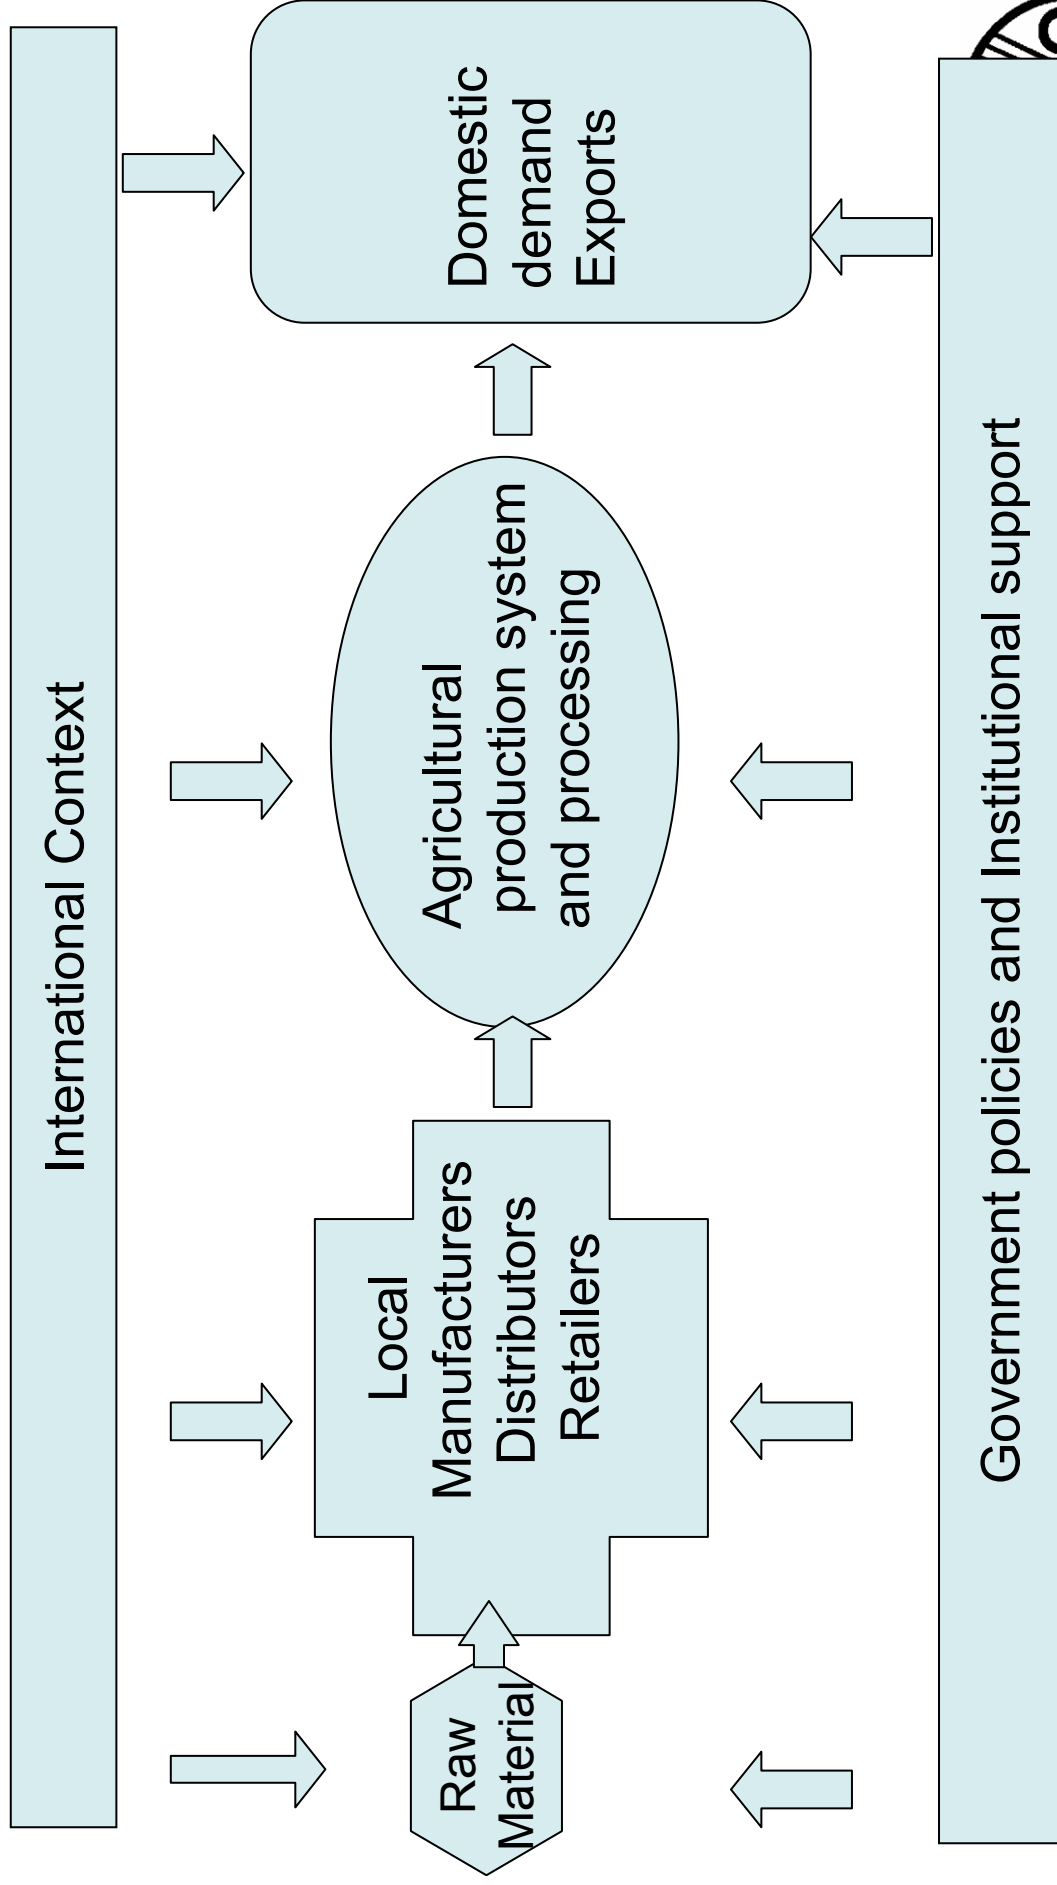 International Context
Raw
Material
Local
Manufacturers
Distributors
Retailers
Agricultural
production system
and processing
Domestic
demand
Exports
Government policies and Institutional support